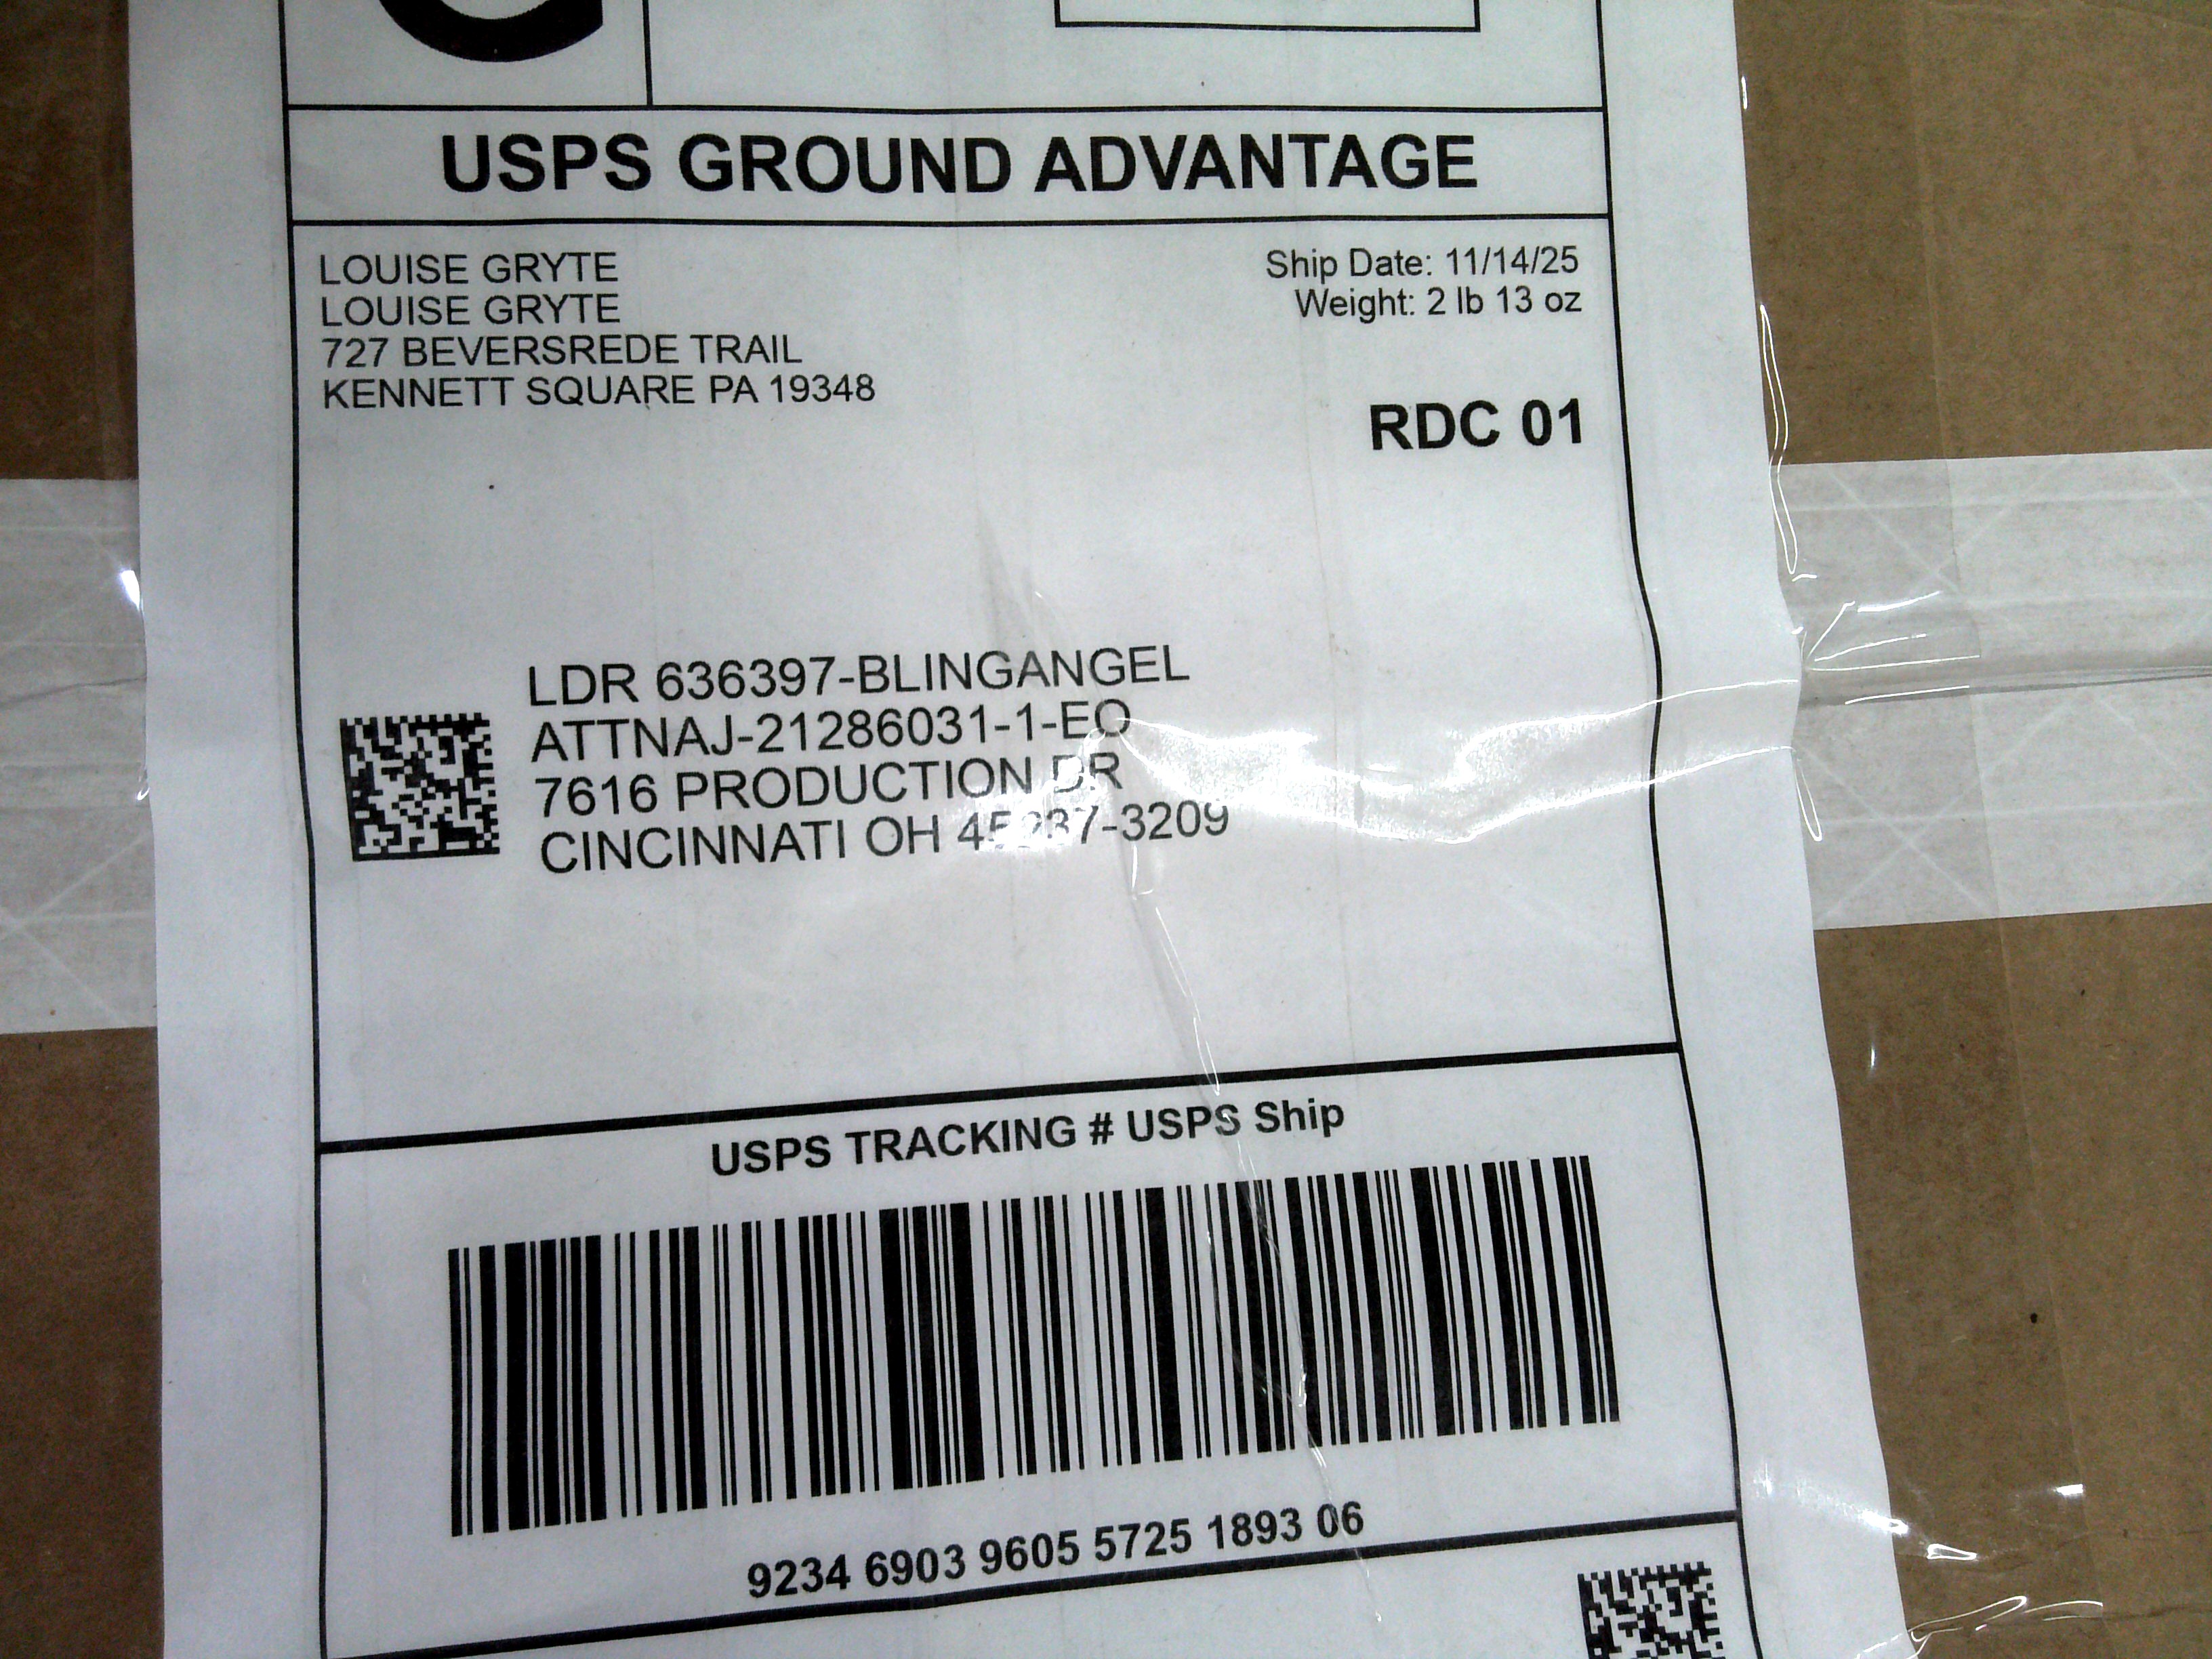 USPS GROUND ADVANTAGE
LOUISE GRYTE
LOUISE GRYTE
727 BEVERSREDE TRAIL
KENNETT SQUARE PA 19348
Ship Date: 11/14/25
Weight: 2 lb 13 oz
RDC 01
LDR 636397-BLINGANGEL
ATTNAJ-21286031-1-EO
7616 PRODUCTION DR
CINCINNATI OH 45237-3209
USPS TRACKING # USPS Ship
9234 6903 9605 5725 1893 06